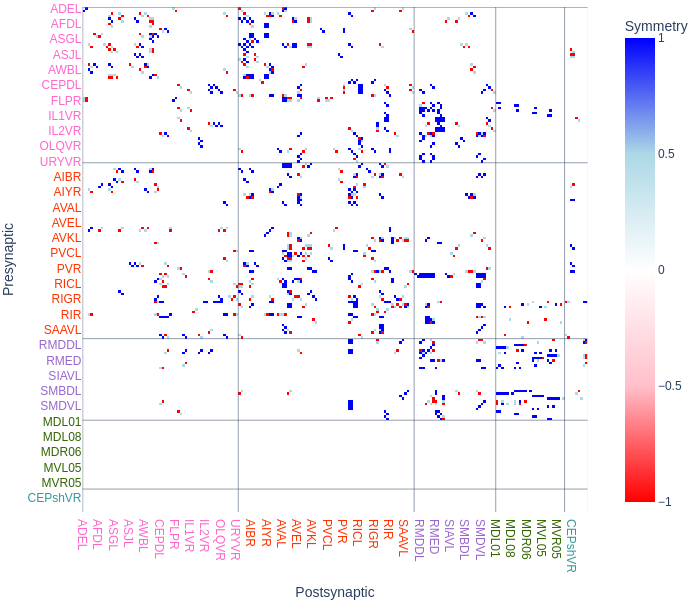 Symmetry
1
0.5
0
−0.5
−1
Presynaptic
ADEL
AFDL
ASGL
ASJL
AWBL
CEPDL
FLPR
IL1VR
IL2VR
OLQVR
URYVR
AIBR
AIYR
AVAL
AVEL
AVKL
PVCL
PVR
RICL
RIGR
RIR
SAAVL
RMDDL
RMED
SIAVL
SMBDL
SMDVL
MDL01
MDL08
MDR06
MVL05
MVR05
CEPshVR
ADEL
AFDL
ASGL
ASJL
AWBL
CEPDL
FLPR
IL1VR
IL2VR
OLQVR
URYVR
AIBR
AIYR
AVAL
AVEL
AVKL
PVCL
PVR
RICL
RIGR
RIR
SAAVL
RMDDL
RMED
SIAVL
SMBDL
SMDVL
MDL01
MDL08
MDR06
MVL05
MVR05
CEPshVR
Postsynaptic